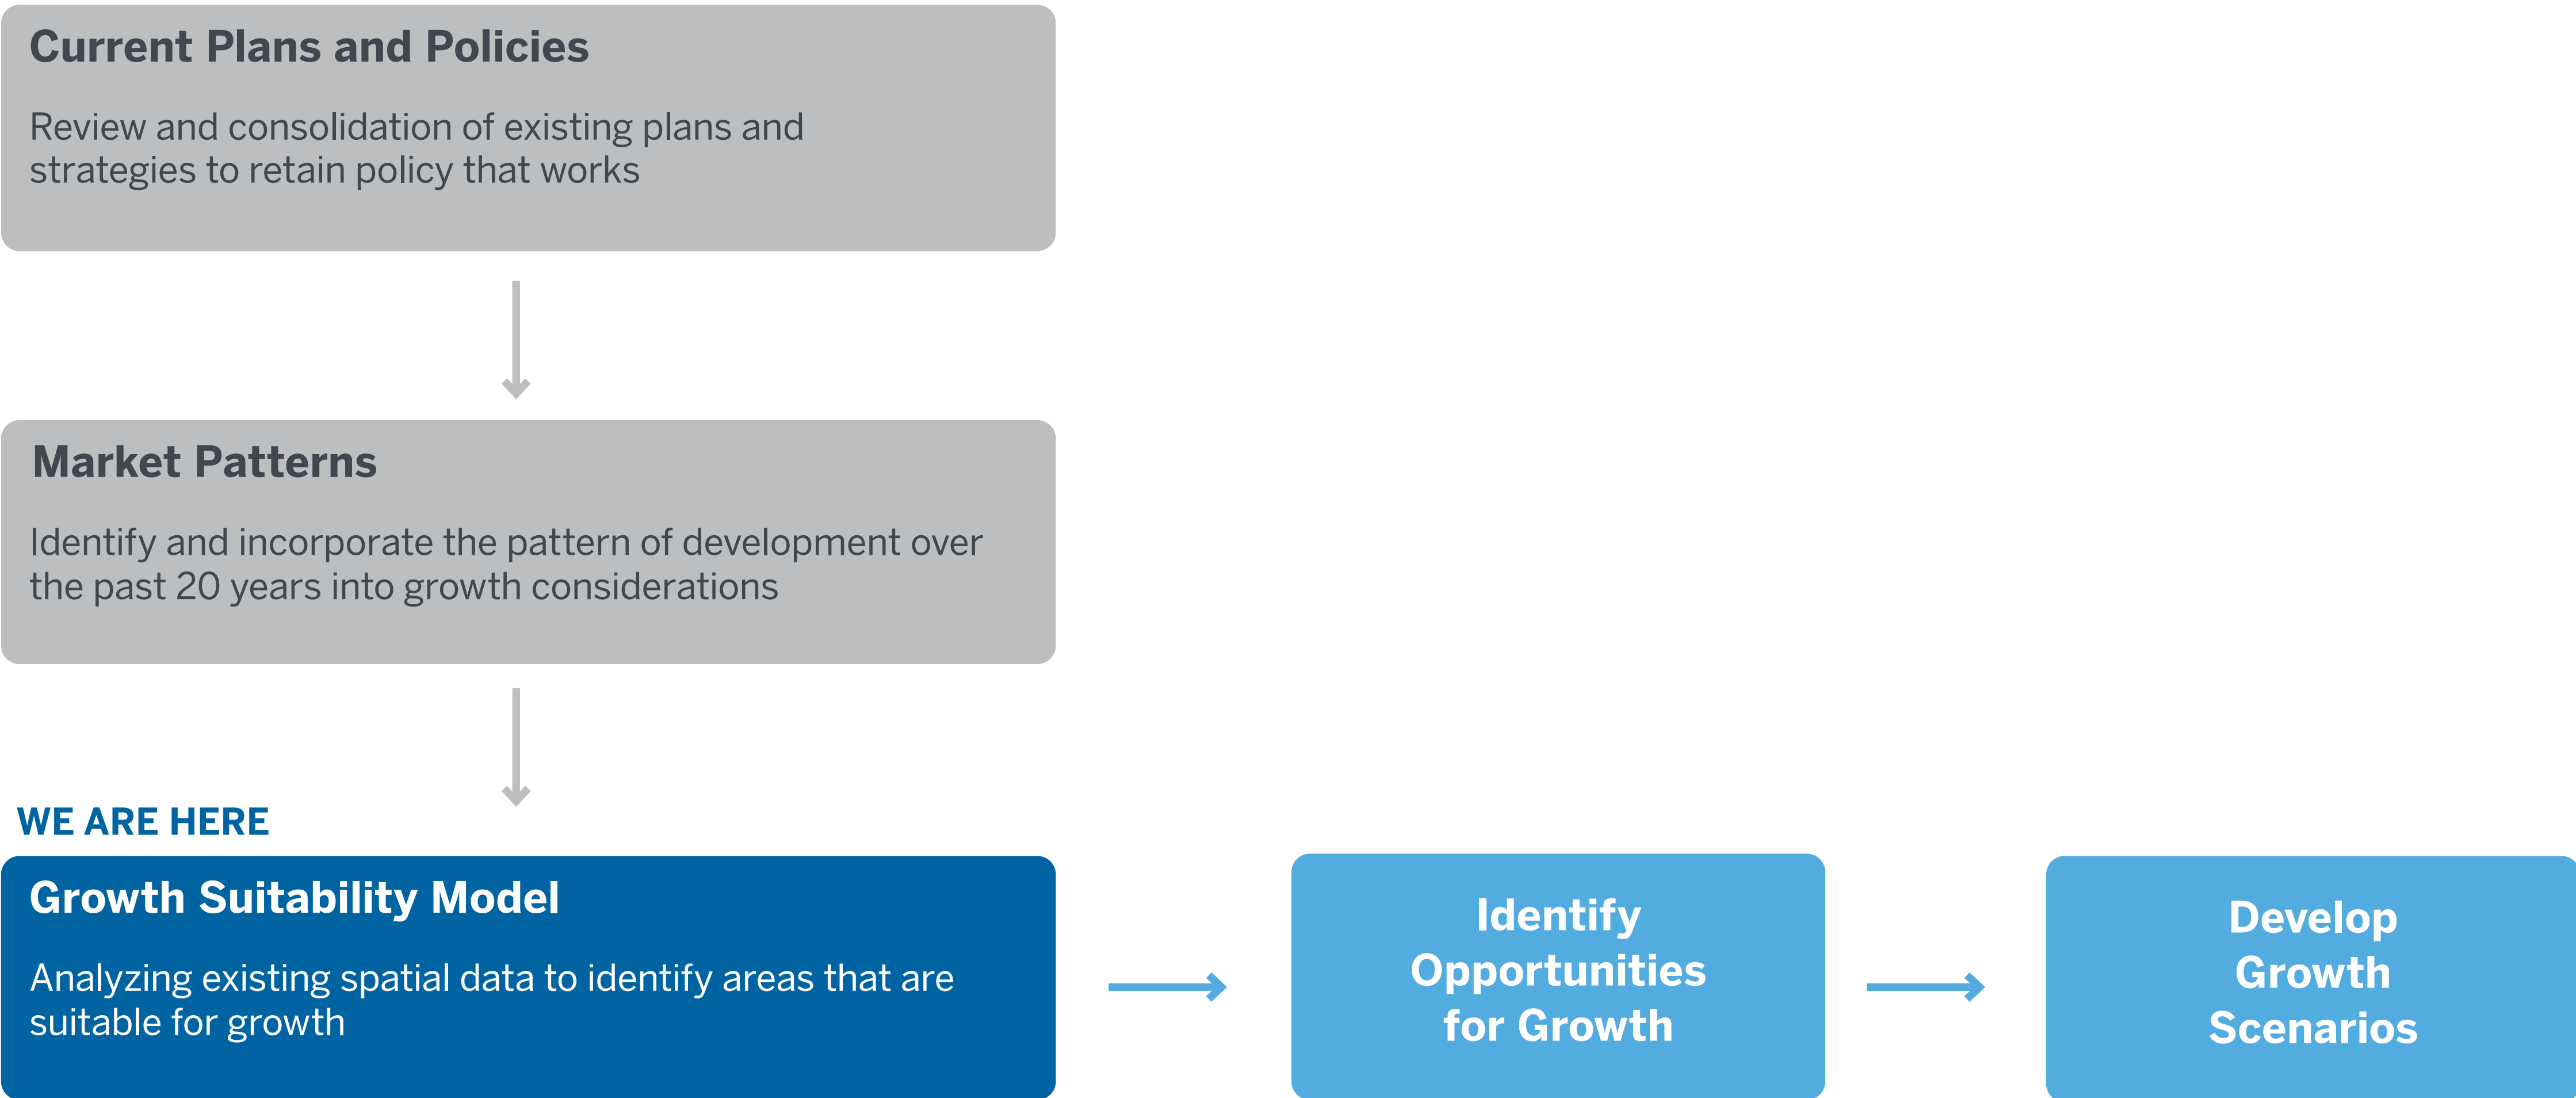 Current Plans and Policies
Review and consolidation of existing plans and
strategies to retain policy that works
Market Patterns
Identify and incorporate the pattern of development over
the past 20 years into growth considerations
WE ARE HERE
Growth Suitability Model
Analyzing existing spatial data to identify areas that are
suitable for growth
Identify
Opportunities
for Growth
Develop
Growth
Scenarios